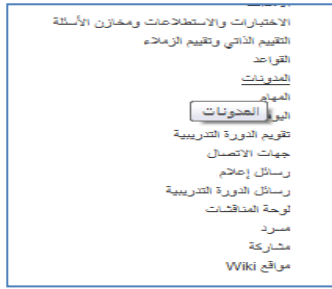 الاختبارات والاستطلاعات ومخازن الأسئلة
التقييم الذاتي وتقييم الزملاء
القواعد
المدونات
المهام
المدونات
تقويم الدورة التدريبية
جهات الاتصال
رسائل إعلام
رسائل الدورة التدريبية
لوحة المناقشات
مسرد
مشاركة
مواقع Wiki